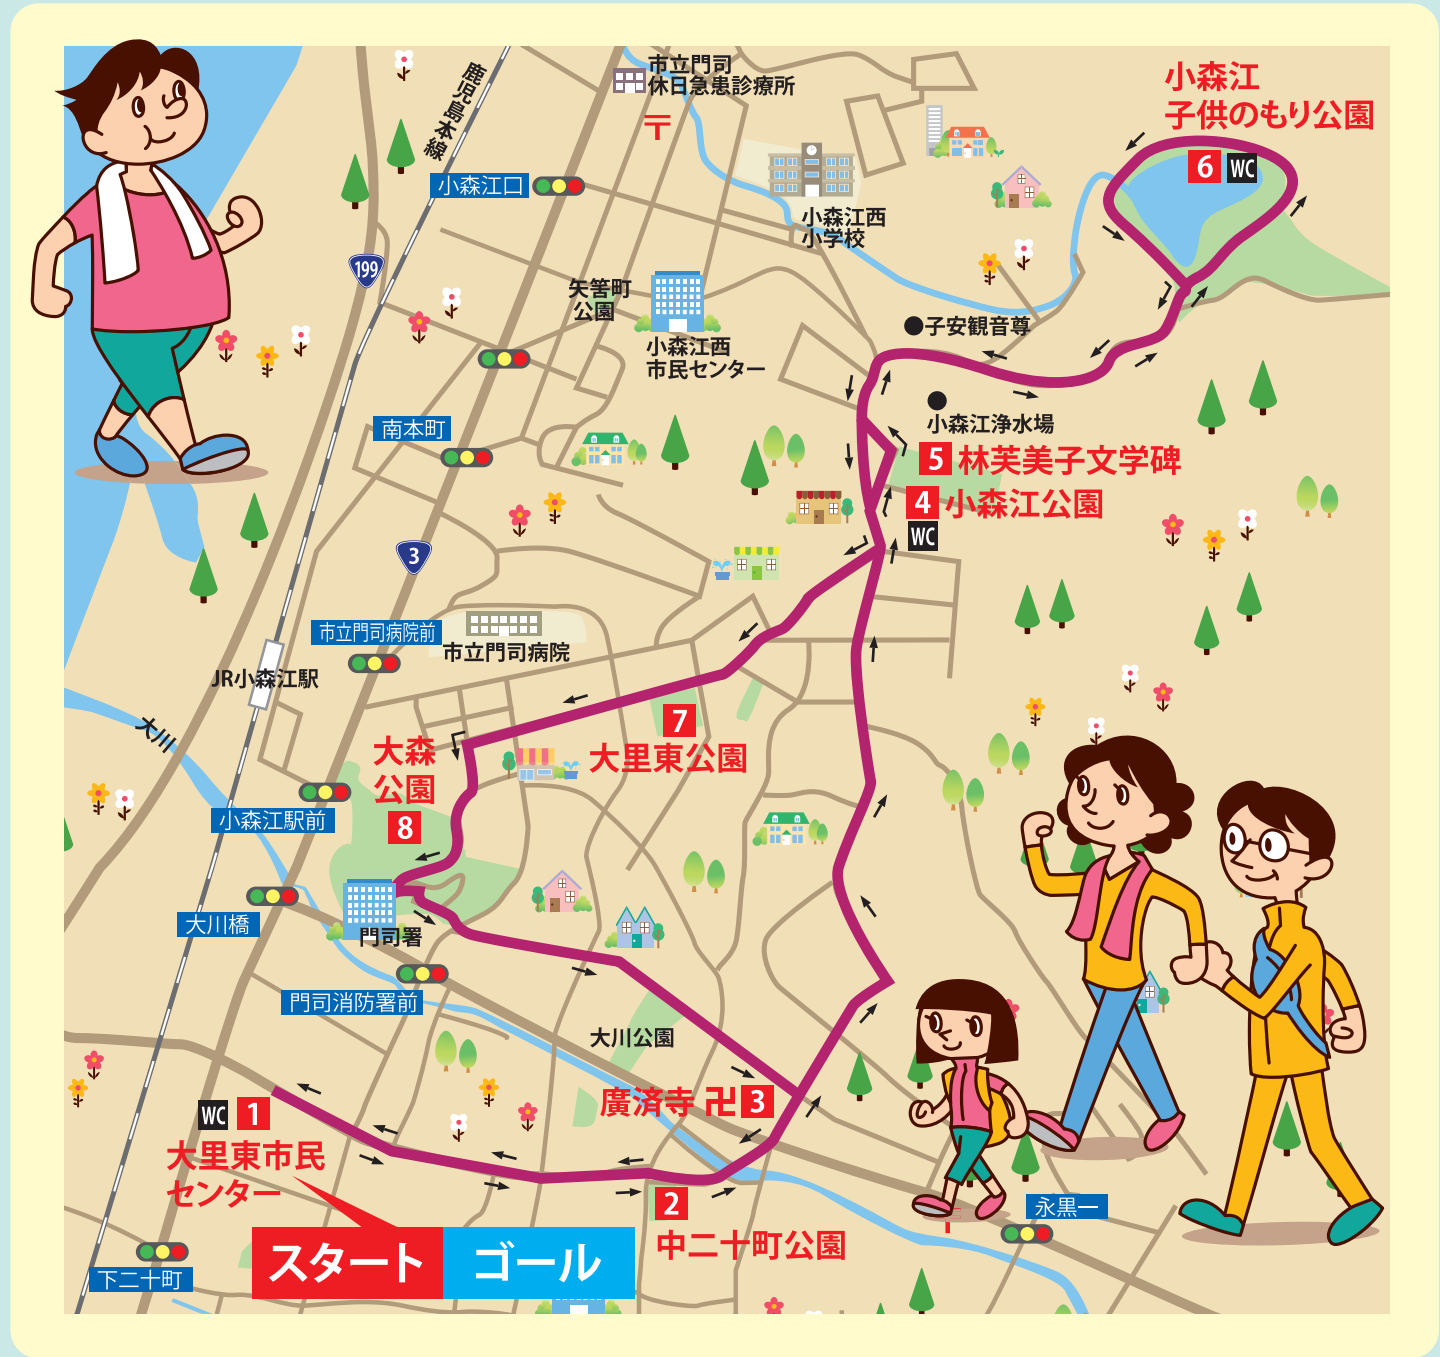 市立門司
休日急患診療所
〒
鹿児島本線
小森江口
199
小森江西
小学校
小森江
子供のもり公園
6
WC
矢筈町
公園
小森江西
市民センター
子安観音尊
小森江浄水場
南本町
5 林芙美子文学碑
4 小森江公園
WC
3
市立門司病院前
市立門司病院
JR小森江駅
大川
7
大里東公園
大森
公園
8
小森江駅前
大川橋
門司署
門司消防署前
大川公園
廣済寺 卍 3
WC 1
大里東市民
センター
2
中二十町公園
永黒一
スタート ゴール
下二十町